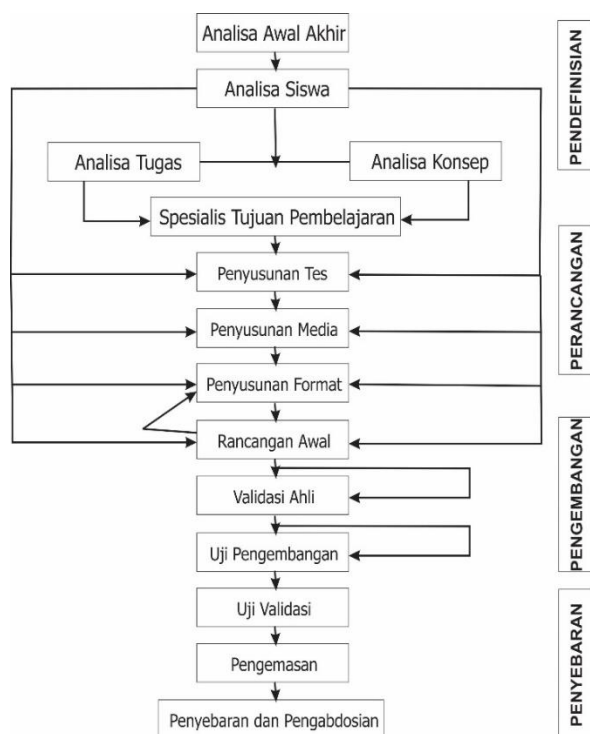 Analisa Awal Akhir
Analisa Siswa
Analisa Tugas
Analisa Konsep
Spesialis Tujuan Pembelajaran
Penyusunan Tes
Penyusunan Media
Penyusunan Format
Rancangan Awal
Validasi Ahli
Uji Pengembangan
Uji Validasi
Pengemasan
Penyebaran dan Pengabdosian
PENDEFINISIAN
PERANCANGAN
PENGEMBANGAN
PENYEBARAN